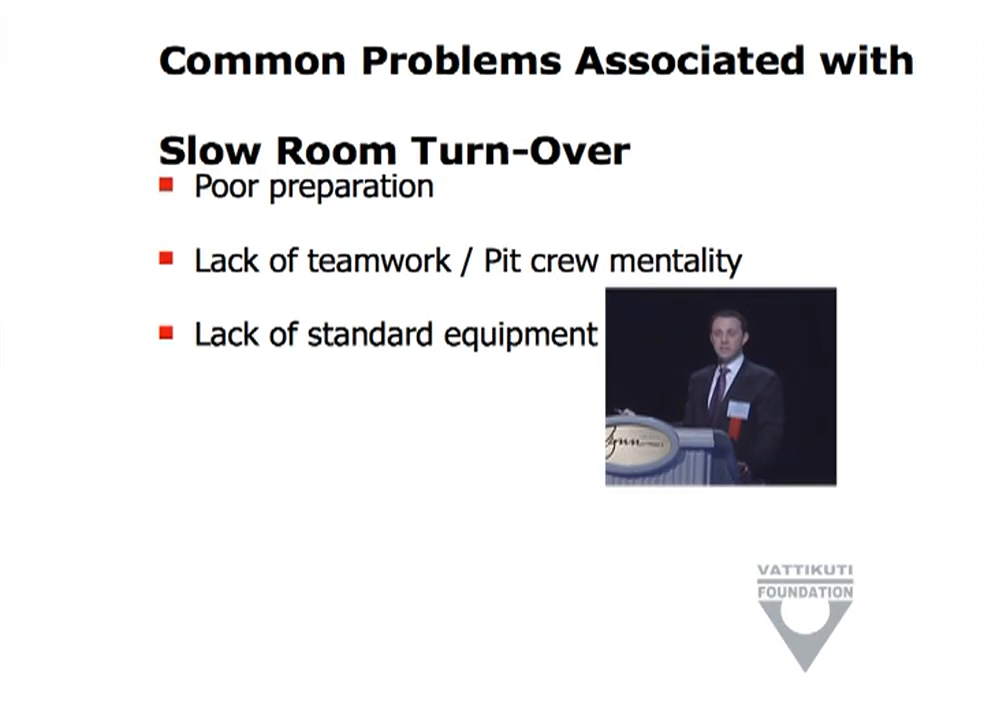 Common Problems Associated with
Slow Room Turn-Over
Poor preparation
Lack of teamwork / Pit crew mentality
Lack of standard equipment
VATTIKUTI
FOUNDATION